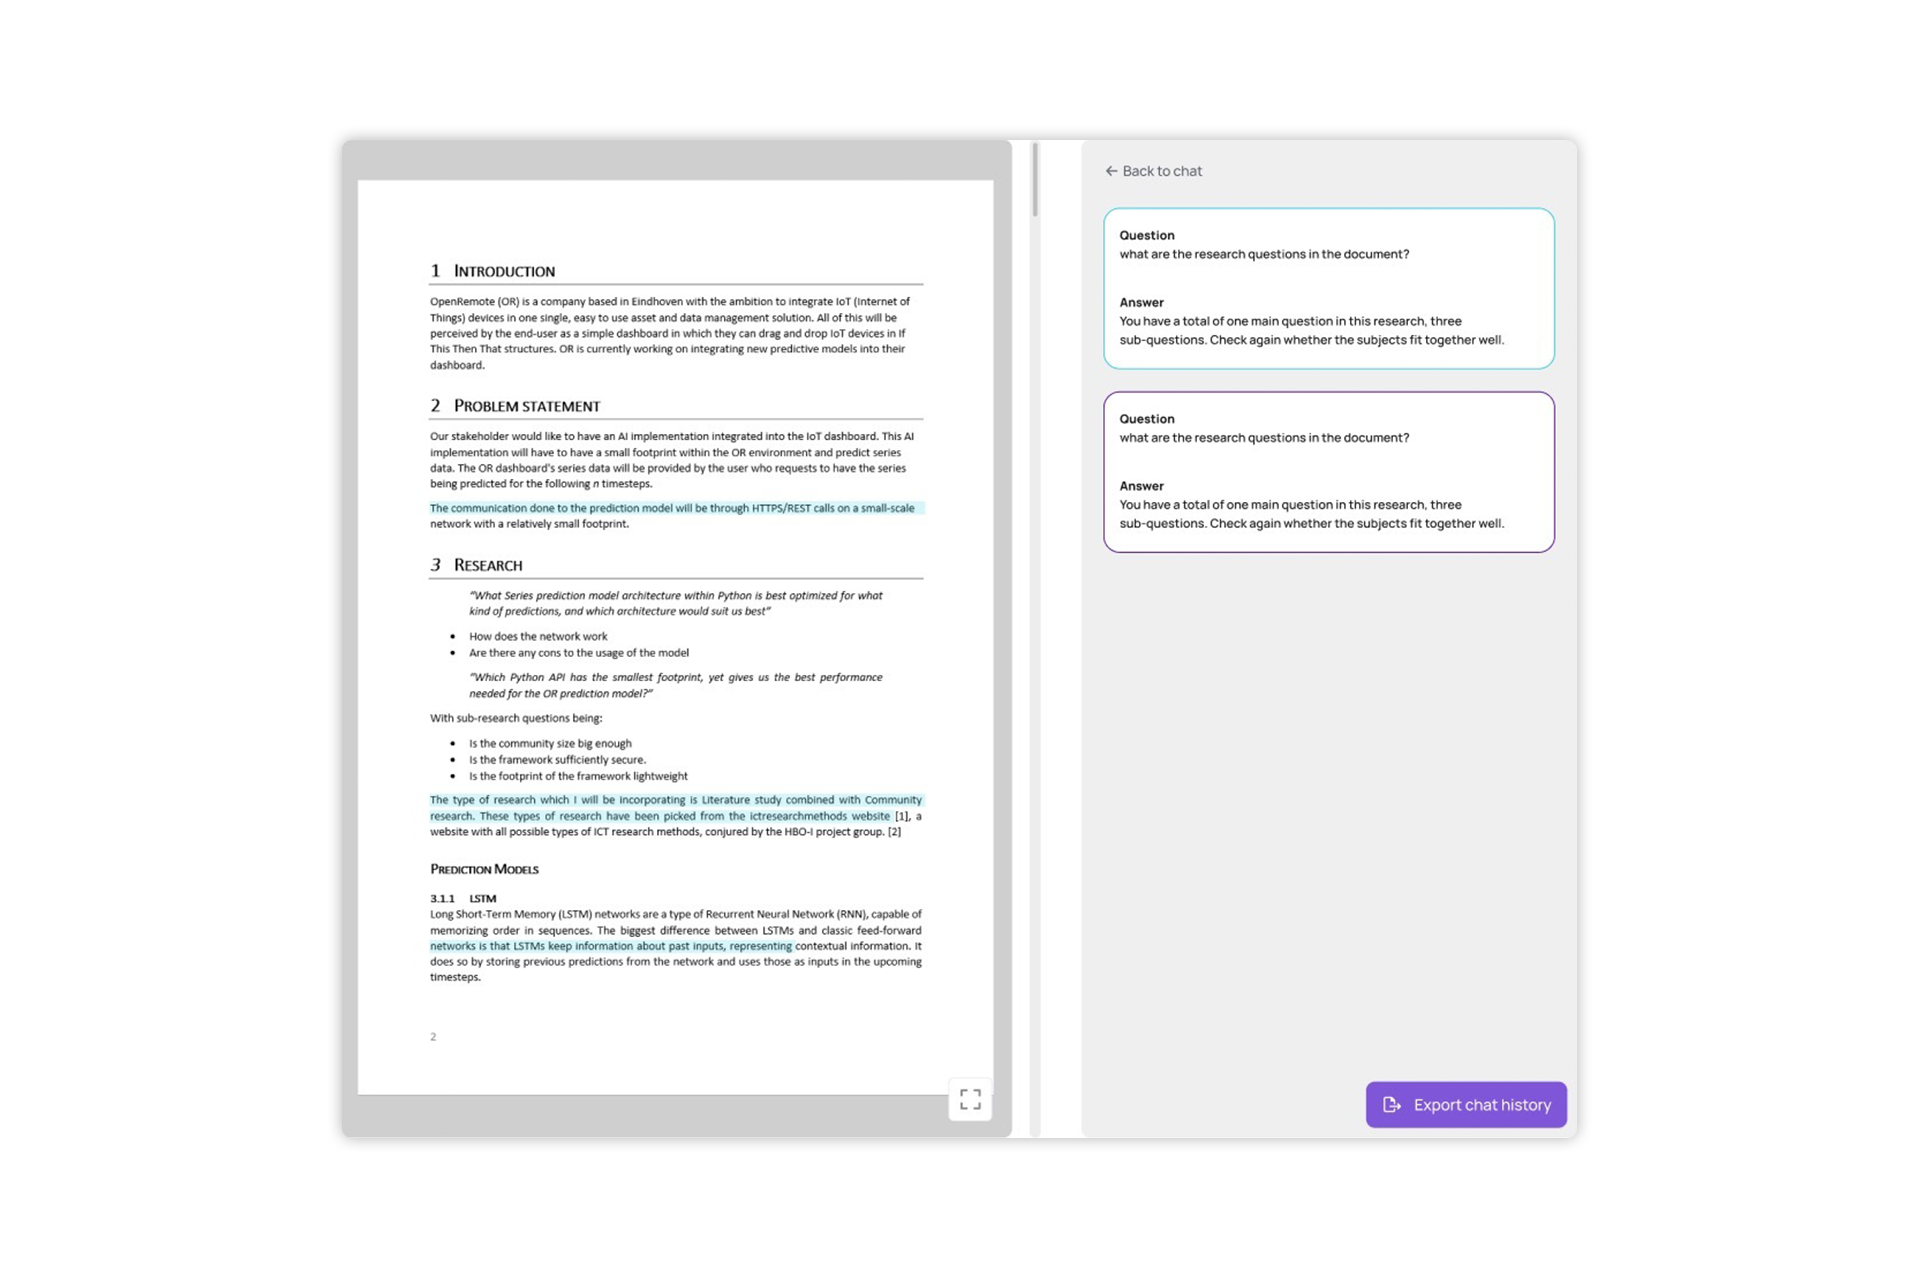 1 INTRODUCTION
OpenRemote (OR) is a company based in Eindhoven with the ambition to integrate IoT (Internet of
Things) devices in one single, easy to use asset and data management solution. All of this will be
perceived by the end-user as a simple dashboard in which they can drag and drop IoT devices in If
This Then That structures. OR is currently working on integrating new predictive models into their
dashboard.
2 PROBLEM STATEMENT
Our stakeholder would like to have an AI implementation integrated into the IoT dashboard. This AI
implementation will have to have a small footprint within the OR environment and predict series
data. The OR dashboard's series data will be provided by the user who requests to have the series
being predicted for the following n timesteps.
The communication done to the prediction model will be through HTTPS/REST calls on a small-scale
network with a relatively small footprint.
3 RESEARCH
"What Series prediction model architecture within Python is best optimized for what
kind of predictions, and which architecture would suit us best"
• How does the network work
• Are there any cons to the usage of the model
"Which Python API has the smallest footprint, yet gives us the best performance
needed for the OR prediction model?"
With sub-research questions being:
• Is the community size big enough
• Is the framework sufficiently secure.
• Is the footprint of the framework lightweight
The type of research which I will be incorporating is Literature study combined with Community
research. These types of research have been picked from the ictresearchmethods website [1], a
website with all possible types of ICT research methods, conjured by the HBO-I project group. [2]
PREDICTION MODELS
3.1.1 LSTM
Long Short-Term Memory (LSTM) networks are a type of Recurrent Neural Network (RNN), capable of
memorizing order in sequences. The biggest difference between LSTMs and classic feed-forward
networks is that LSTMs keep information about past inputs, representing contextual information. It
does so by storing previous predictions from the network and uses those as inputs in the upcoming
timesteps.
2
← Back to chat
Question
what are the research questions in the document?
Answer
You have a total of one main question in this research, three
sub-questions. Check again whether the subjects fit together well.
Question
what are the research questions in the document?
Answer
You have a total of one main question in this research, three
sub-questions. Check again whether the subjects fit together well.
Export chat history